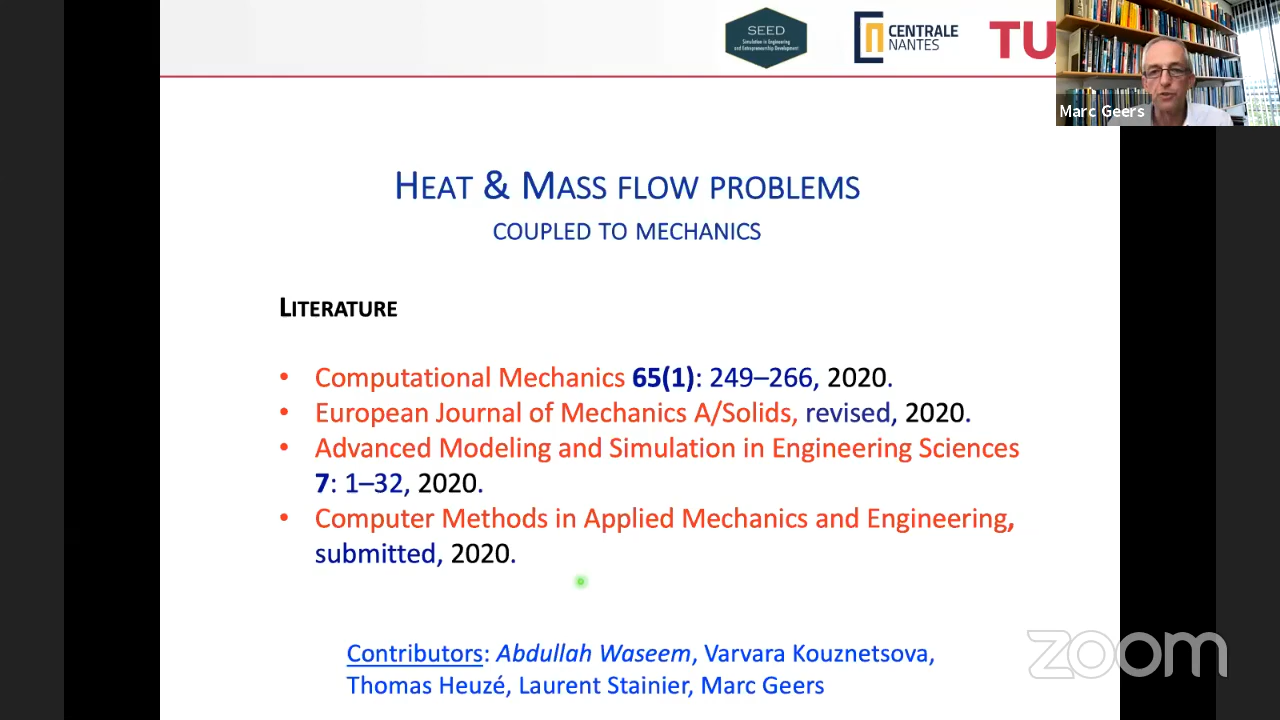 SEED
Simulation in Engineering
and Entrepreneurship Development
CENTRALE
NANTES
TU
Marc Geers
HEAT & MASS FLOW PROBLEMS
COUPLED TO MECHANICS
LITERATURE
• Computational Mechanics 65(1): 249–266, 2020.
• European Journal of Mechanics A/Solids, revised, 2020.
• Advanced Modeling and Simulation in Engineering Sciences
7: 1–32, 2020.
• Computer Methods in Applied Mechanics and Engineering,
submitted, 2020.
Contributors: Abdullah Waseem, Varvara Kouznetsova,
Thomas Heuzé, Laurent Stainier, Marc Geers
zoom